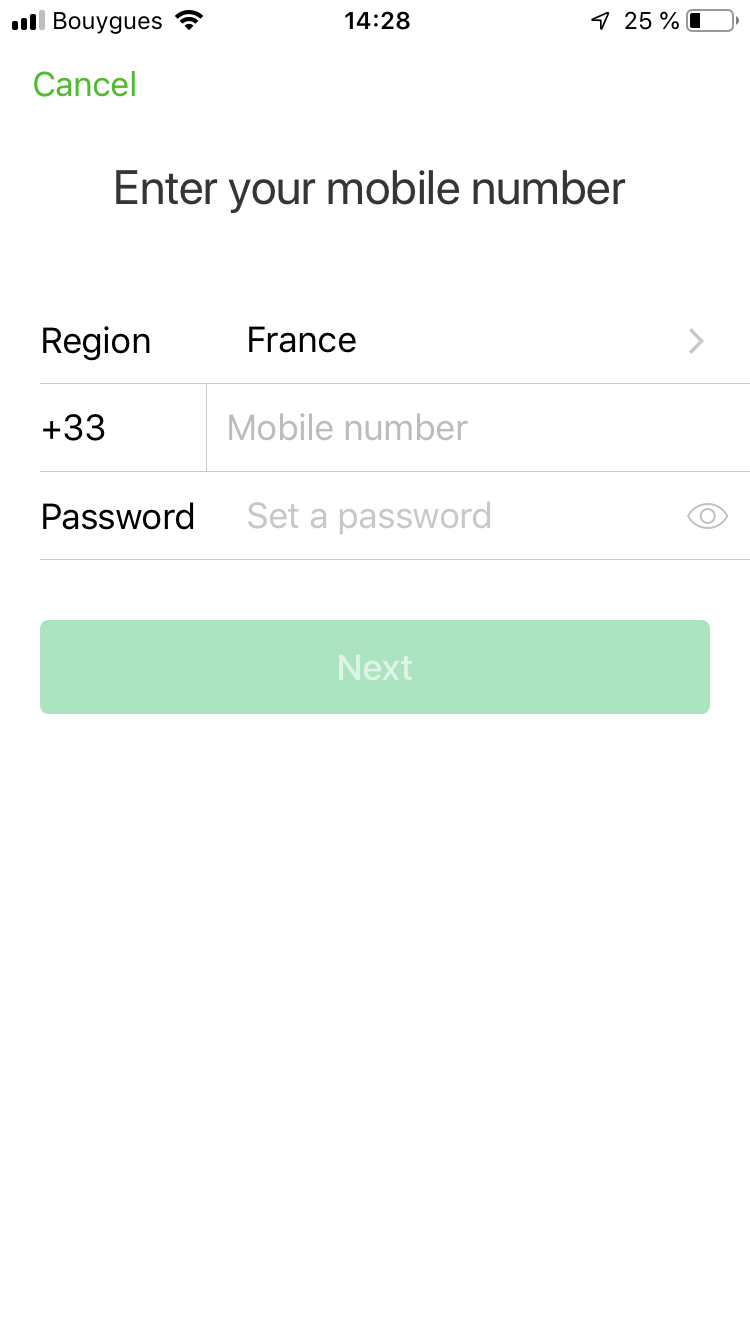 Bouygues 14:28 25 %
Cancel
Enter your mobile number
Region France
+33 Mobile number
Password Set a password
Next